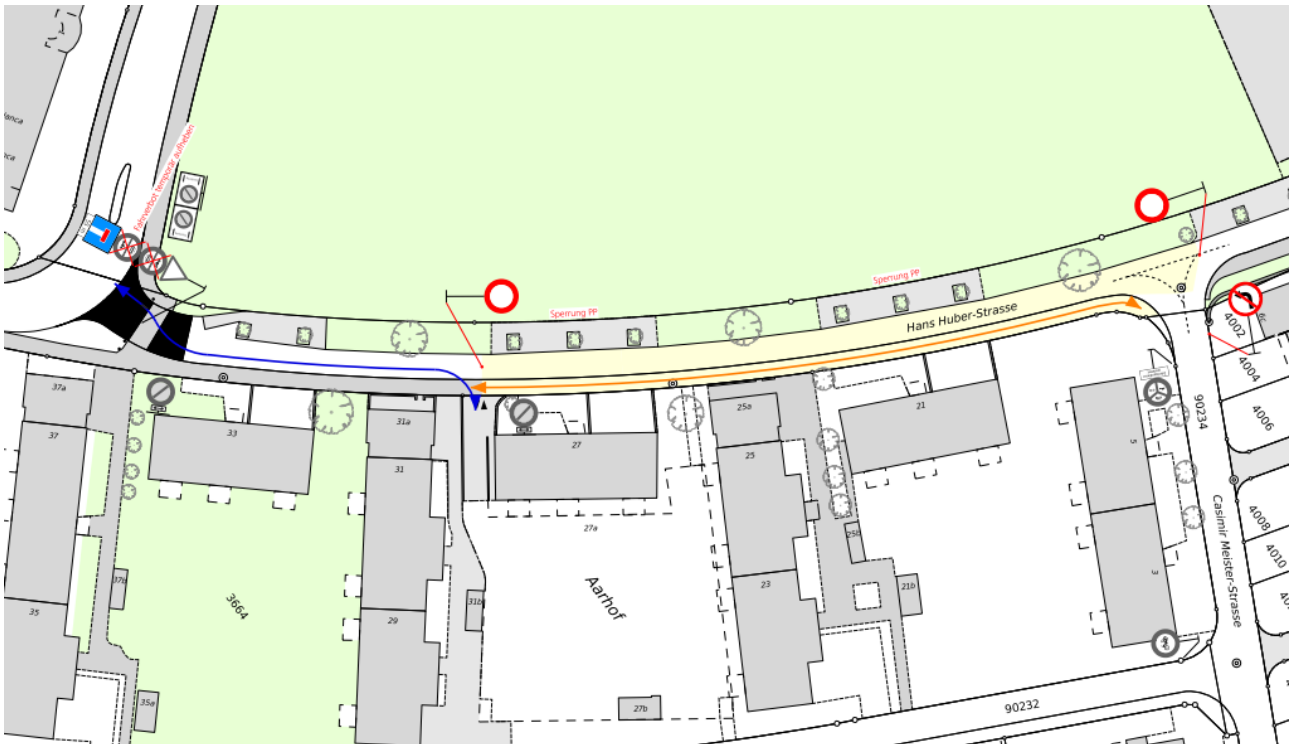 Fahrverbot temporär aufheben
Sperrung PP
Sperrung PP
Hans Huber-Strasse
4002
4004
4006
4008
4010
90234
Casimir Meister-Strasse
90232
37a
37
33
31a
31
27
25a
25
21
5
3
27a
Aarhof
3664
35
37b
35a
29
31b
23
25b
21b
27b